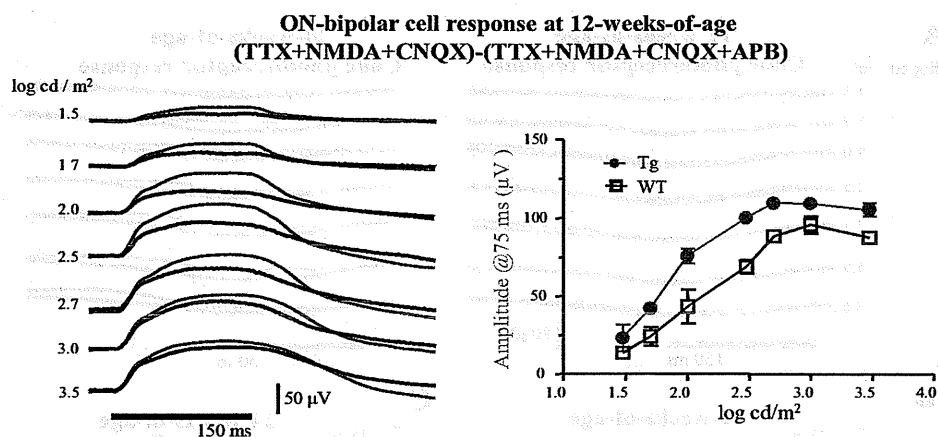 ON-bipolar cell response at 12-weeks-of-age
(TTX+NMDA+CNQX)-(TTX+NMDA+CNQX+APB)
log cd / m²
1.5
1 7
2.0
2.5
2.7
3.0
3.5
50 µV
150 ms
Amplitude @75 ms (µV )
150
100
50
0
Tg
WT
1.0
1.5
2.0
2.5
3.0
3.5
4.0
log cd/m²